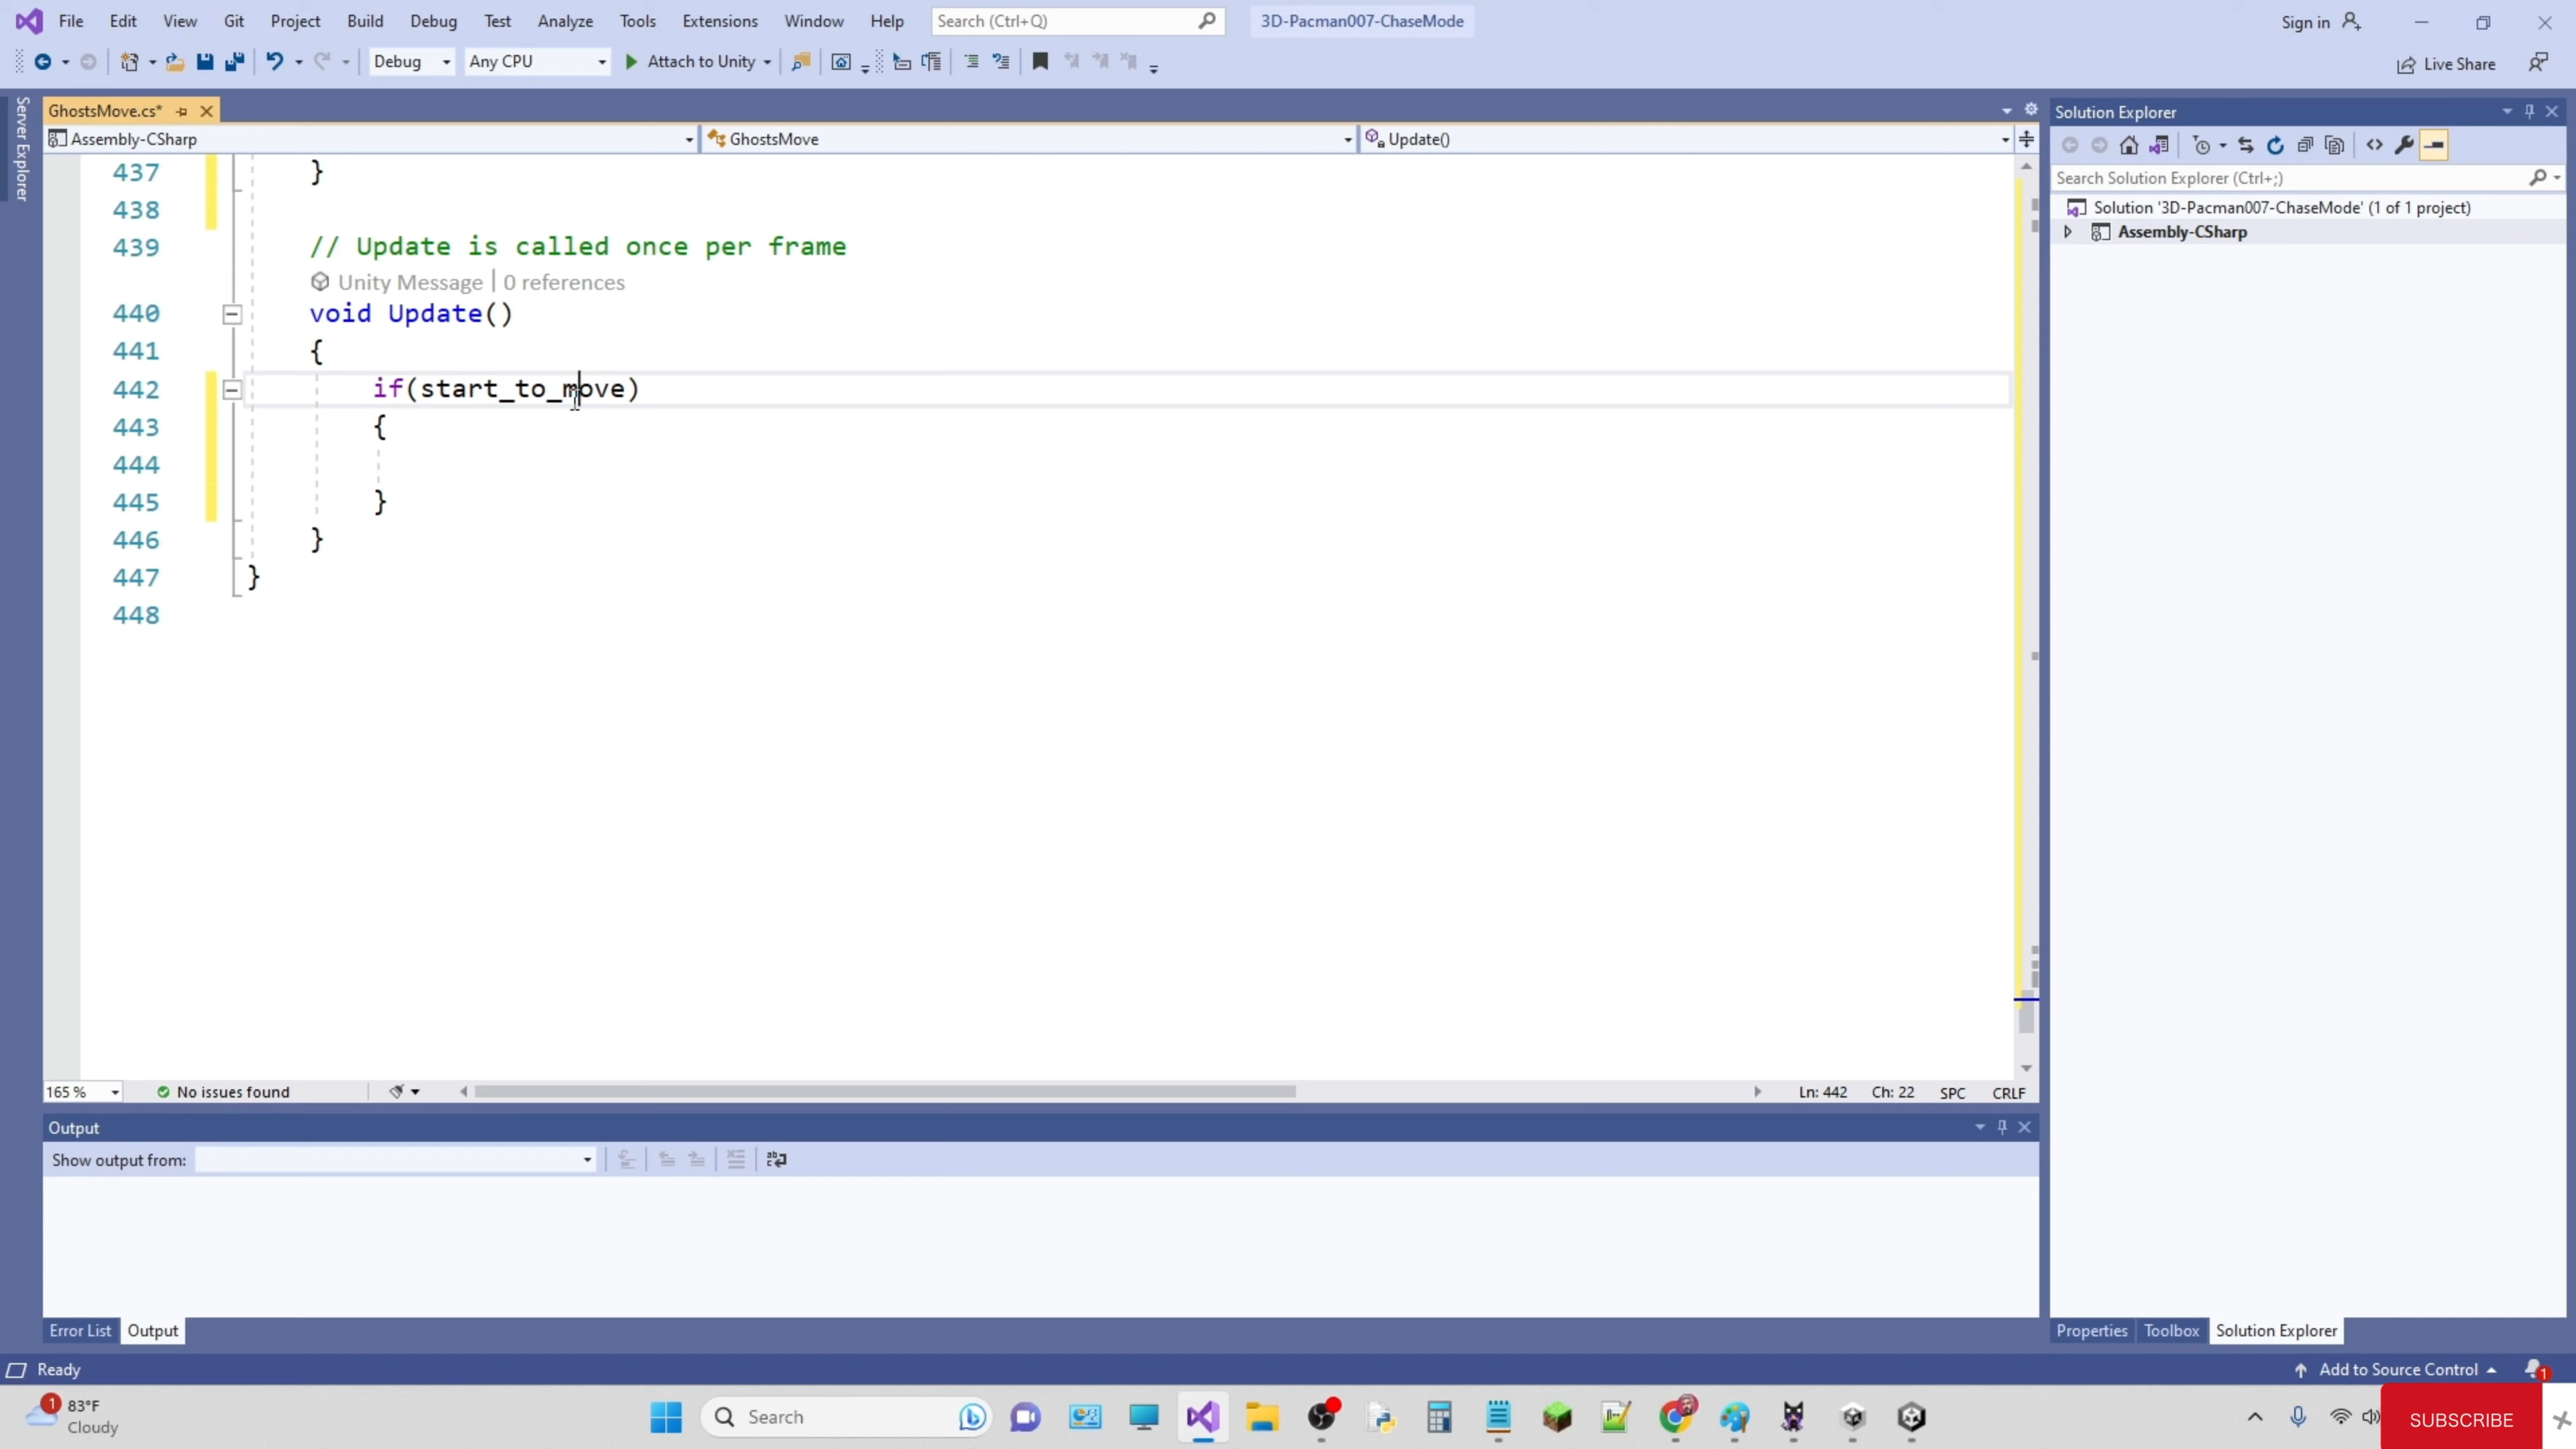 File Edit View Git Project Build Debug Test Analyze Tools Extensions Window Help Search (Ctrl+Q) 3D-Pacman007-ChaseMode Sign in
Debug Any CPU Attach to Unity Live Share
Server Explorer
GhostsMove.cs*
Assembly-CSharp GhostsMove Update()
437 }
438
439 // Update is called once per frame
Unity Message | 0 references
440 void Update()
441 {
442 if(start_to_move)
443 {
444
445 }
446 }
447 }
448
165 % No issues found Ln: 442 Ch: 22 SPC CRLF
Output
Show output from:
Error List Output
Solution Explorer
Search Solution Explorer (Ctrl+;)
Solution '3D-Pacman007-ChaseMode' (1 of 1 project)
Assembly-CSharp
Properties Toolbox Solution Explorer
Ready Add to Source Control 1
1 83°F
Cloudy
Search
SUBSCRIBE